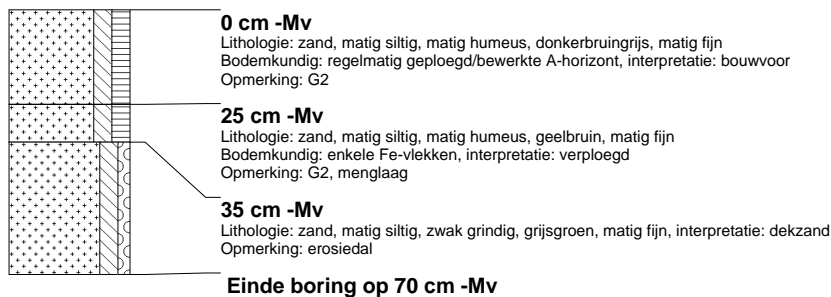 0 cm -Mv
Lithologie: zand, matig siltig, matig humeus, donkerbruingrijs, matig fijn
Bodemkundig: regelmatig geploegd/bewerkte A-horizont, interpretatie: bouwvoor
Opmerking: G2
25 cm -Mv
Lithologie: zand, matig siltig, matig humeus, geelbruin, matig fijn
Bodemkundig: enkele Fe-vlekken, interpretatie: verploegd
Opmerking: G2, menglaag
35 cm -Mv
Lithologie: zand, matig siltig, zwak grindig, grijsgroen, matig fijn, interpretatie: dekzand
Opmerking: erosiedal
Einde boring op 70 cm -Mv